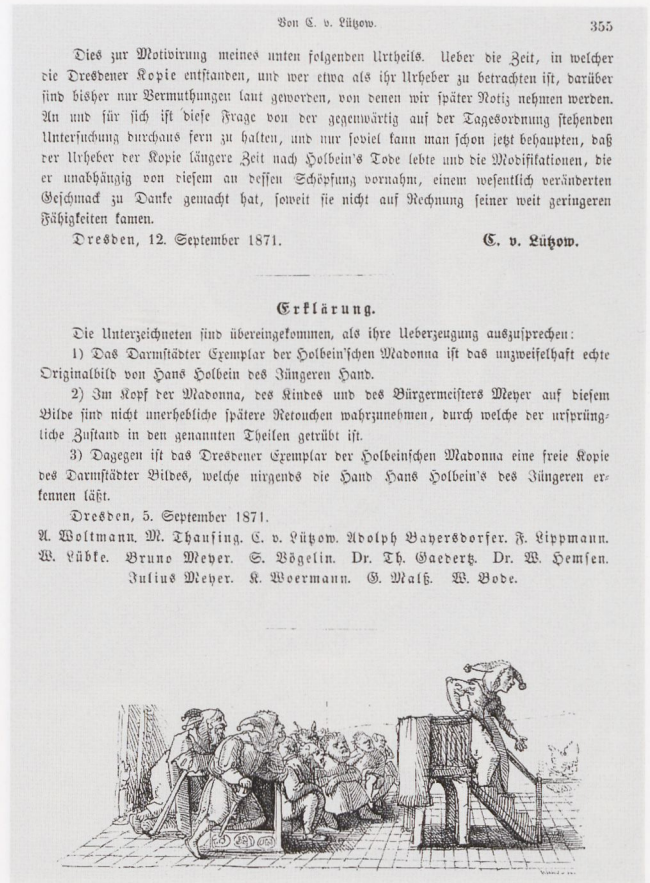 Von C. v. Lützow. 355
Dies zur Motivirung meines unten folgenden Urtheils. Ueber die Zeit, in welcher
die Dresdener Kopie entstanden, und wer etwa als ihr Urheber zu betrachten ist, darüber
sind bisher nur Vermuthungen laut geworden, von denen wir später Notiz nehmen werden.
An und für sich ist diese Frage von der gegenwärtig auf der Tagesordnung stehenden
Untersuchung durchaus fern zu halten, und nur soviel kann man schon jetzt behaupten, daß
der Urheber der Kopie längere Zeit nach Holbein's Tode lebte und die Modifikationen, die
er unabhängig von diesem an dessen Schöpfung vornahm, einem wesentlich veränderten
Geschmack zu Danke gemacht hat, soweit sie nicht auf Rechnung seiner weit geringeren
Fähigkeiten kamen.
Dresden, 12. September 1871. C. v. Lützow.
Erklärung.
Die Unterzeichneten sind übereingekommen, als ihre Ueberzeugung auszusprechen:
1) Das Darmstädter Exemplar der Holbein'schen Madonna ist das unzweifelhaft echte
Originalbild von Hans Holbein des Jüngeren Hand.
2) Im Kopf der Madonna, des Kindes und des Bürgermeisters Meyer auf diesem
Bilde sind nicht unerhebliche spätere Retouchen wahrzunehmen, durch welche der ursprüng-
liche Zustand in den genannten Theilen getrübt ist.
3) Dagegen ist das Dresdener Exemplar der Holbeinschen Madonna eine freie Kopie
des Darmstädter Bildes, welche nirgends die Hand Hans Holbein's des Jüngeren er-
kennen läßt.
Dresden, 5. September 1871.
A. Woltmann. M. Thausing. C. v. Lützow. Adolph Bayersdorfer. F. Lippmann.
W. Lübke. Bruno Meyer. S. Vögelin. Dr. Th. Gaedertz. Dr. W. Hemsen.
Julius Meyer. K. Woermann. G. Malß. W. Bode.